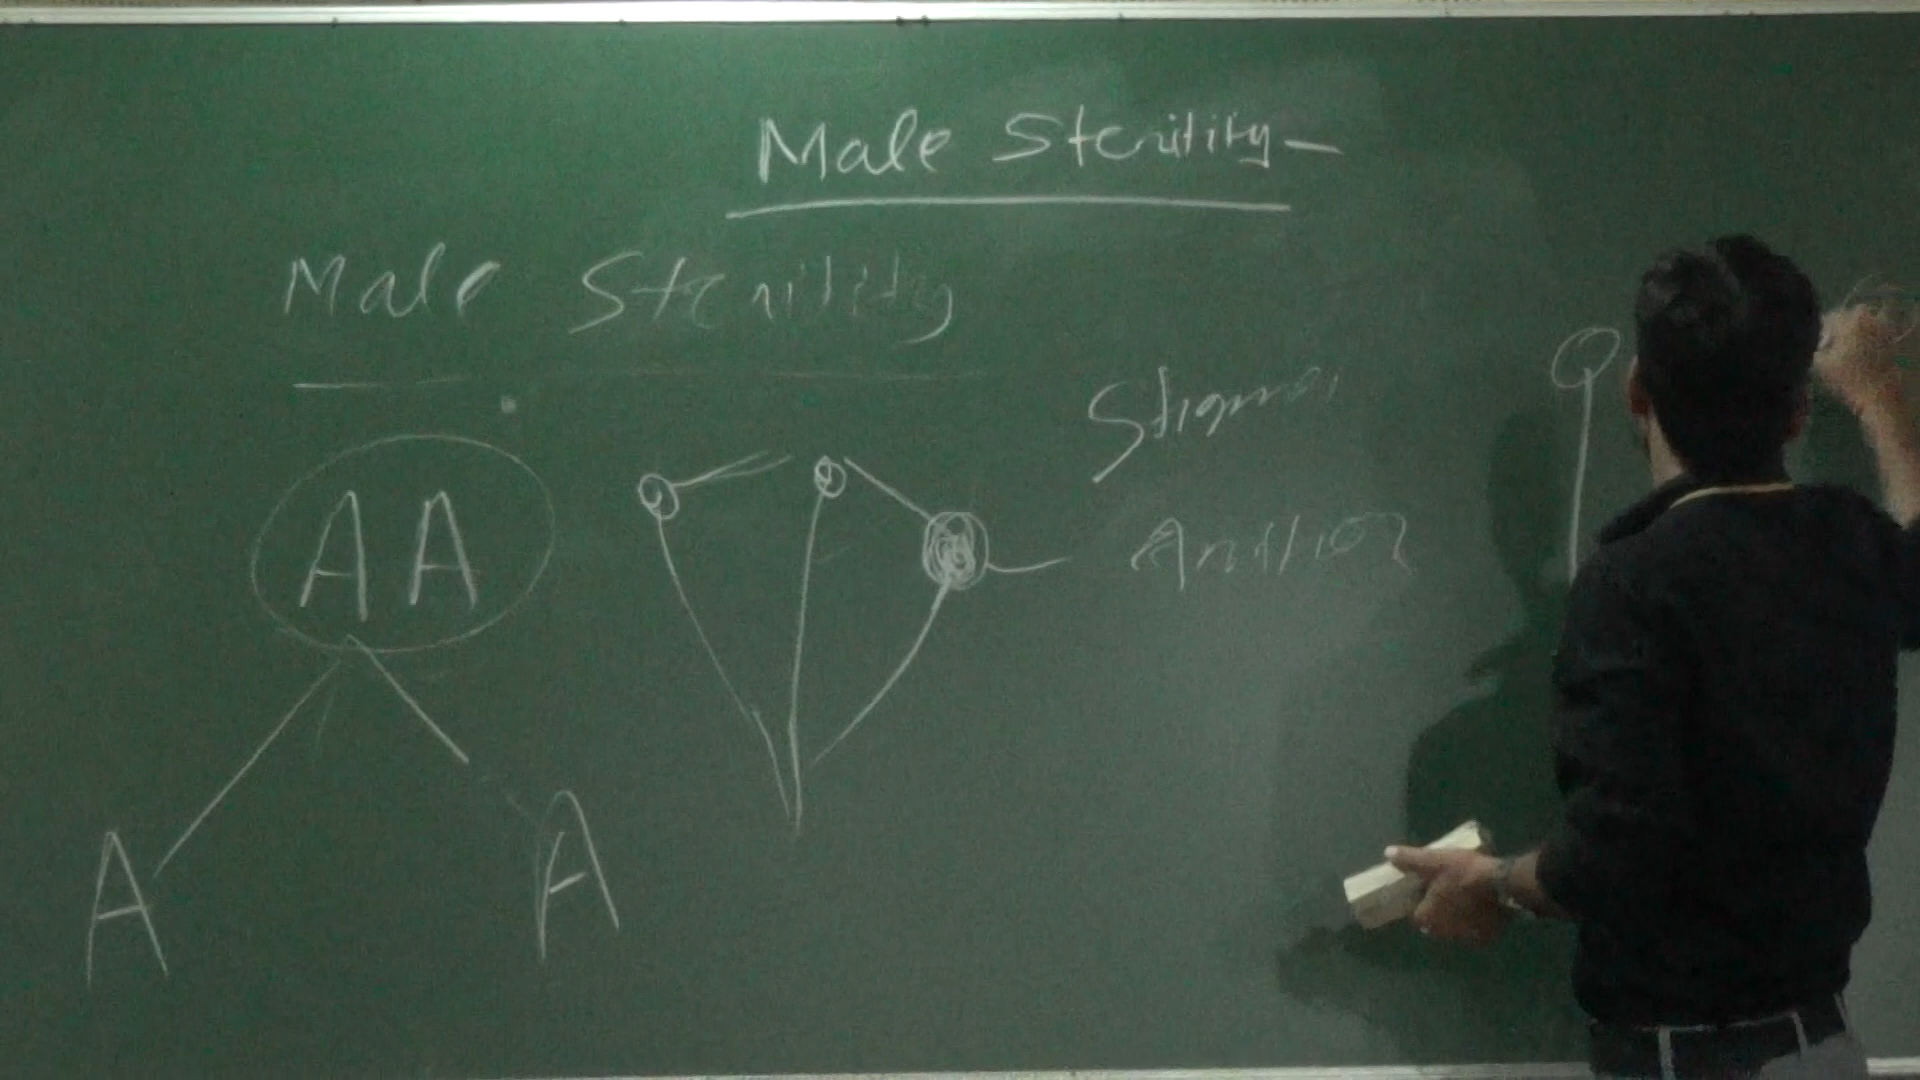 Male Sterility-
Male Sterility
Stigma
AA
Anther
A A